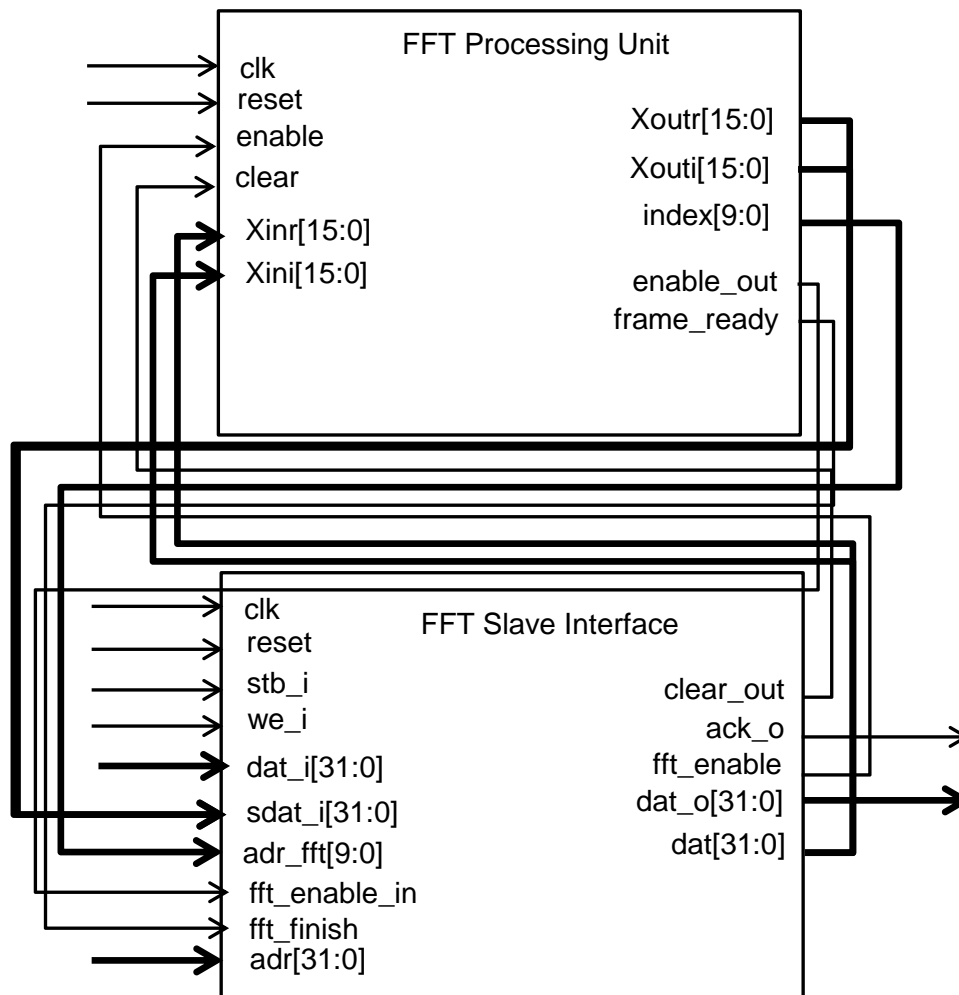 FFT Processing Unit
clk
reset
enable
clear
Xinr[15:0]
Xini[15:0]
Xoutr[15:0]
Xouti[15:0]
index[9:0]
enable_out
frame_ready
FFT Slave Interface
clk
reset
stb_i
we_i
dat_i[31:0]
sdat_i[31:0]
adr_fft[9:0]
fft_enable_in
fft_finish
adr[31:0]
clear_out
ack_o
fft_enable
dat_o[31:0]
dat[31:0]